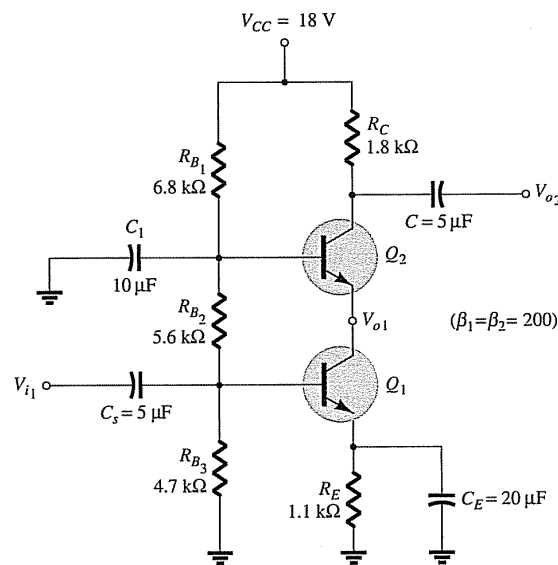 V_CC = 18 V
R_C
1.8 kΩ
R_B1
6.8 kΩ
C = 5 μF
V_o2
C_1
10 μF
Q_2
R_B2
5.6 kΩ
V_o1
(β_1=β_2= 200)
V_i1
C_s = 5 μF
Q_1
R_B3
4.7 kΩ
R_E
1.1 kΩ
C_E = 20 μF